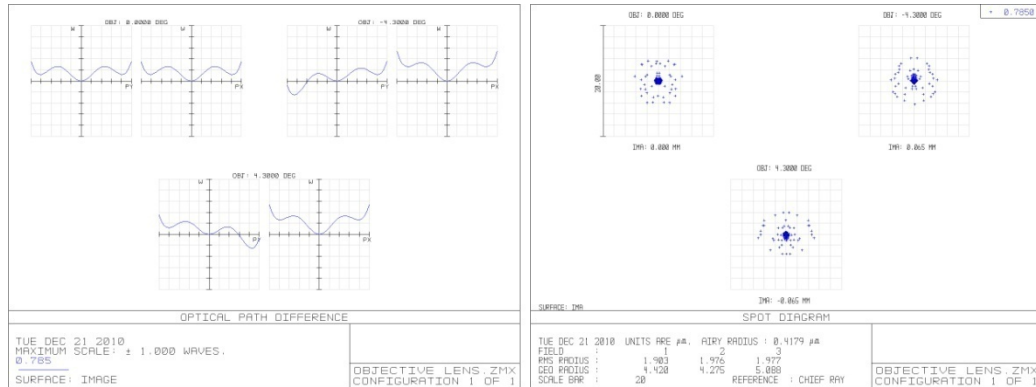 OBJ: 0.0000 DEG
OBJ: -4.3000 DEG
W
W
W
W
PY
PX
PY
PX
OBJ: 4.3000 DEG
W
W
PY
PX
OPTICAL PATH DIFFERENCE
TUE DEC 21 2010
MAXIMUM SCALE: ± 1.000 WAVES.
0.785
SURFACE: IMAGE
OBJECTIVE LENS.ZMX
CONFIGURATION 1 OF 1
+ 0.7850
OBJ: 0.0000 DEG
OBJ: -4.3000 DEG
20.00
IMA: 0.000 MM
IMA: 0.065 MM
OBJ: 4.3000 DEG
IMA: -0.065 MM
SURFACE: IMA
SPOT DIAGRAM
TUE DEC 21 2010 UNITS ARE µm. AIRY RADIUS : 0.4179 µm
FIELD : 1 2 3
RMS RADIUS : 1.903 1.976 1.977
GEO RADIUS : 4.420 4.275 5.088
SCALE BAR : 20 REFERENCE : CHIEF RAY
OBJECTIVE LENS.ZMX
CONFIGURATION 1 OF 1